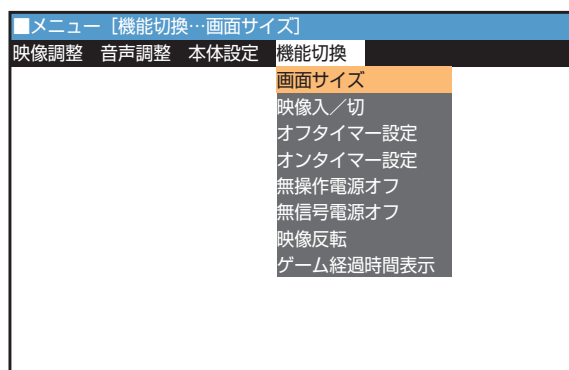 ■メニュー［機能切換…画面サイズ］
映像調整 音声調整 本体設定 機能切換
画面サイズ
映像入／切
オフタイマー設定
オンタイマー設定
無操作電源オフ
無信号電源オフ
映像反転
ゲーム経過時間表示